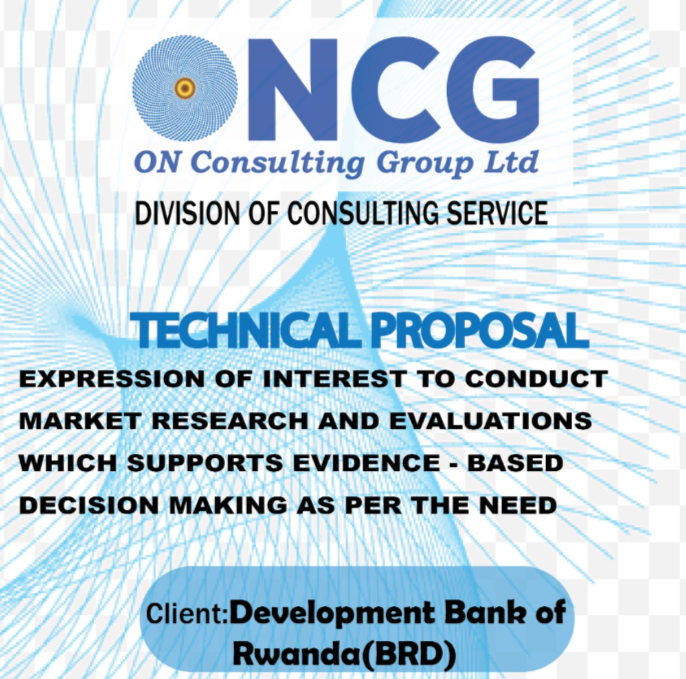 ONCG
ON Consulting Group Ltd
DIVISION OF CONSULTING SERVICE
TECHNICAL PROPOSAL
EXPRESSION OF INTEREST TO CONDUCT
MARKET RESEARCH AND EVALUATIONS
WHICH SUPPORTS EVIDENCE - BASED
DECISION MAKING AS PER THE NEED
Client:Development Bank of
Rwanda(BRD)